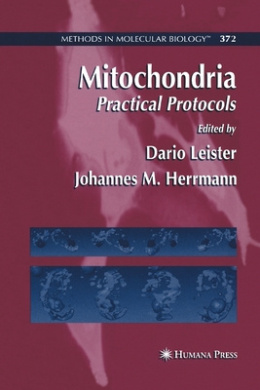 METHODS IN MOLECULAR BIOLOGY™ 372
Mitochondria
Practical Protocols
Edited by
Dario Leister
Johannes M. Herrmann
HUMANA PRESS